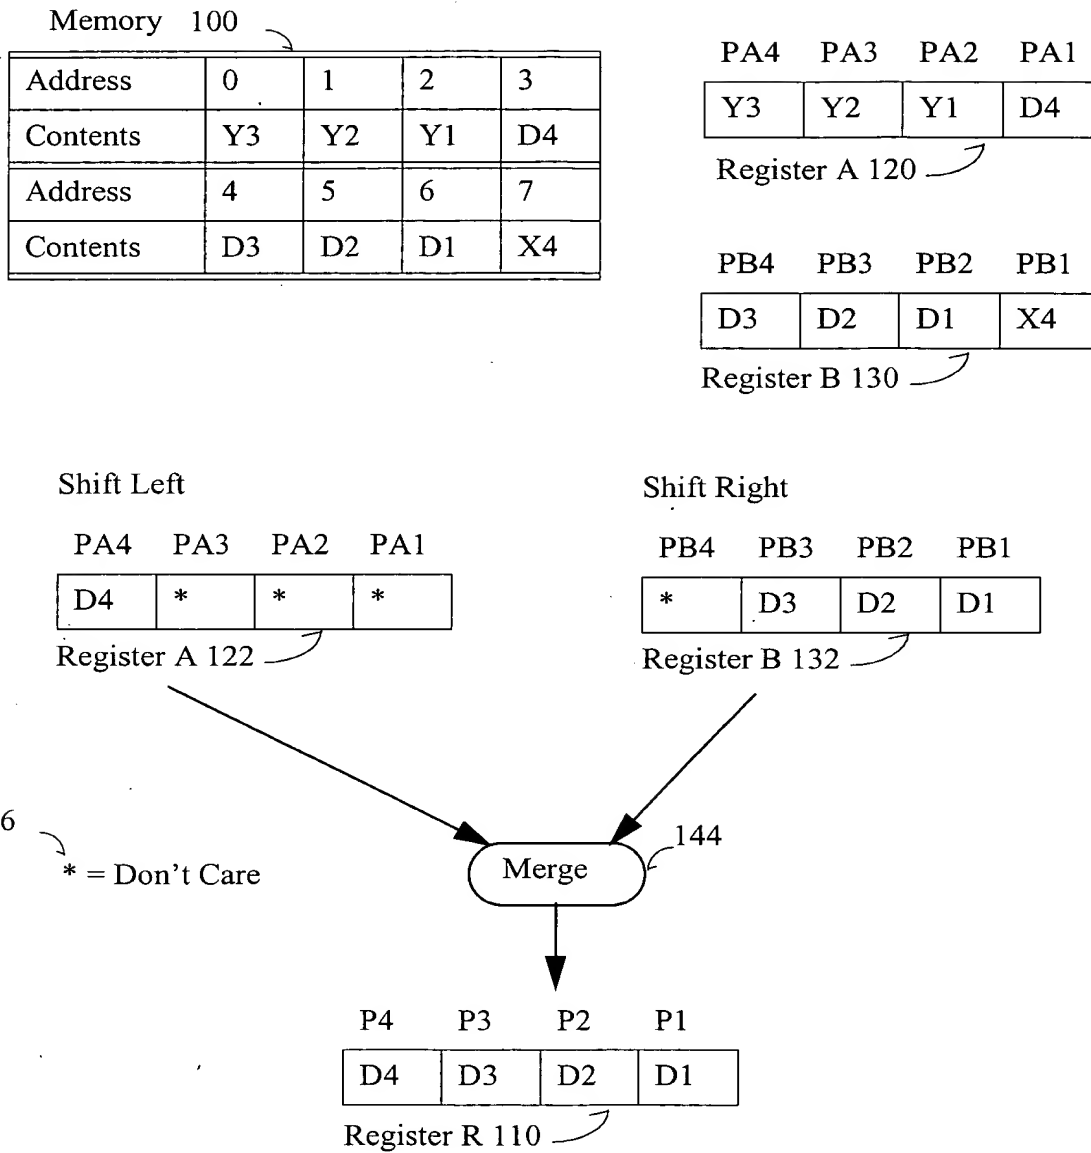 Memory 100
Address 0 1 2 3
Contents Y3 Y2 Y1 D4
Address 4 5 6 7
Contents D3 D2 D1 X4
PA4 PA3 PA2 PA1
Y3 Y2 Y1 D4
Register A 120
PB4 PB3 PB2 PB1
D3 D2 D1 X4
Register B 130
Shift Left
PA4 PA3 PA2 PA1
D4 * * *
Register A 122
Shift Right
PB4 PB3 PB2 PB1
* D3 D2 D1
Register B 132
6
* = Don't Care
Merge
144
P4 P3 P2 P1
D4 D3 D2 D1
Register R 110